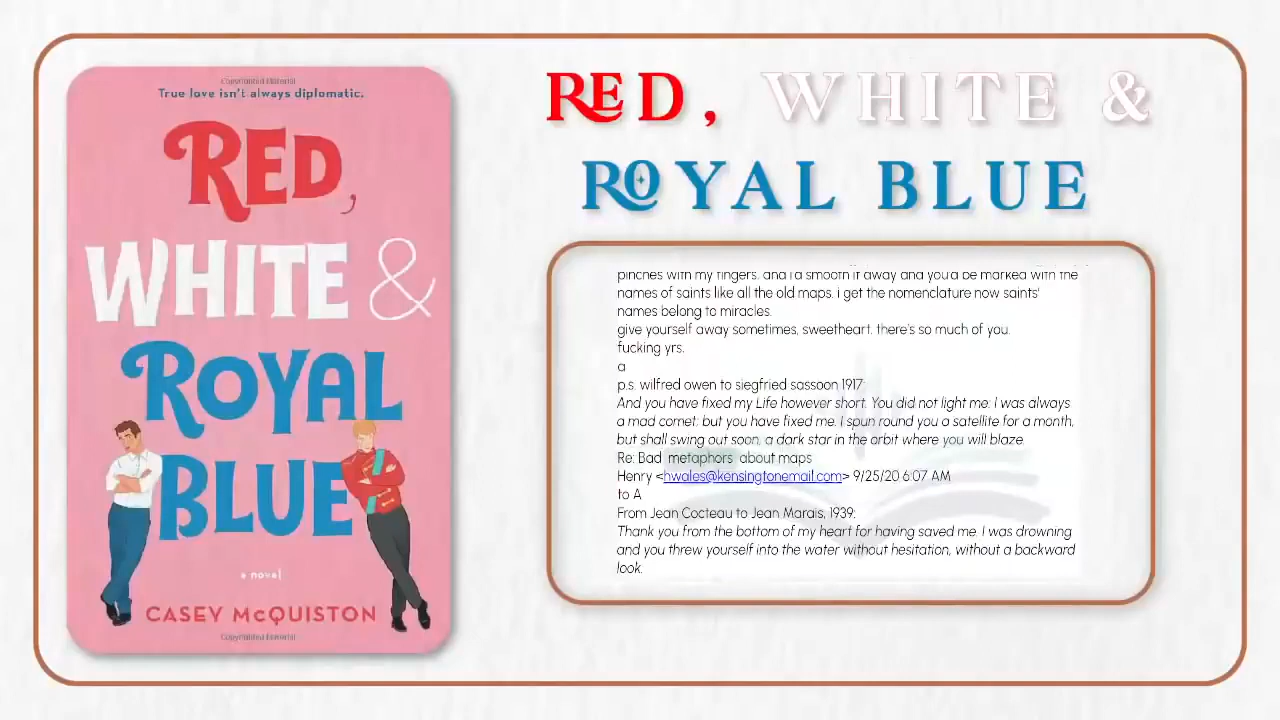 Copyrighted Material
True love isn't always diplomatic.
RED,
WHITE &
ROYAL
BLUE
a novel
CASEY McQUISTON
Copyrighted Material
RED, WHITE &
ROYAL BLUE
pinches with my fingers, and i'd smooth it away and you'd be marked with the
names of saints like all the old maps. i get the nomenclature now saints'
names belong to miracles.
give yourself away sometimes, sweetheart. there's so much of you.
fucking yrs,
a
p.s. wilfred owen to siegfried sassoon 1917:
And you have fixed my Life however short. You did not light me: I was always
a mad comet; but you have fixed me. I spun round you a satellite for a month,
but shall swing out soon, a dark star in the orbit where you will blaze.
Re: Bad metaphors about maps
Henry <hwales@kensingtonemail.com> 9/25/20 6:07 AM
to A
From Jean Cocteau to Jean Marais, 1939:
Thank you from the bottom of my heart for having saved me. I was drowning
and you threw yourself into the water without hesitation, without a backward
look.